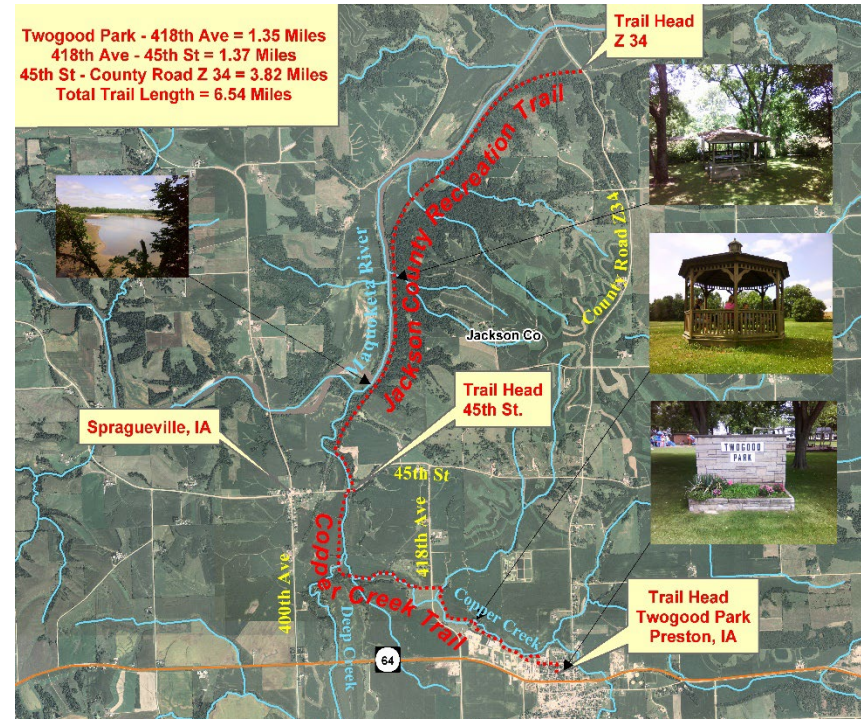 Twogood Park - 418th Ave = 1.35 Miles
418th Ave - 45th St = 1.37 Miles
45th St - County Road Z 34 = 3.82 Miles
Total Trail Length = 6.54 Miles
Trail Head
Z 34
Jackson County Recreation Trail
County Road Z34
Maquoketa River
Jackson Co
Trail Head
45th St.
Spragueville, IA
45th St
418th Ave
Copper Creek Trail
400th Ave
Deep Creek
Copper Creek
64
TWOGOOD
PARK
Trail Head
Twogood Park
Preston, IA